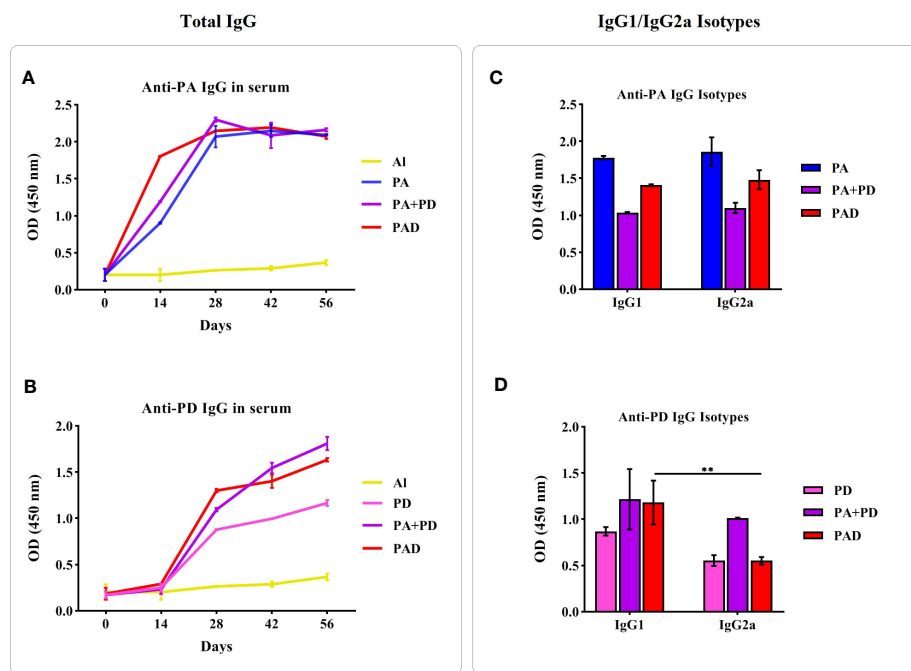 Total IgG
IgG1/IgG2a Isotypes
A
Anti-PA IgG in serum
OD (450 nm)
2.5
2.0
1.5
1.0
0.5
0.0
0 14 28 42 56
Days
Al
PA
PA+PD
PAD
B
Anti-PD IgG in serum
OD (450 nm)
2.0
1.5
1.0
0.5
0.0
0 14 28 42 56
Days
Al
PD
PA+PD
PAD
C
Anti-PA IgG Isotypes
OD (450 nm)
2.5
2.0
1.5
1.0
0.5
0.0
IgG1 IgG2a
PA
PA+PD
PAD
D
Anti-PD IgG Isotypes
OD (450 nm)
2.0
1.5
1.0
0.5
0.0
**
IgG1 IgG2a
PD
PA+PD
PAD